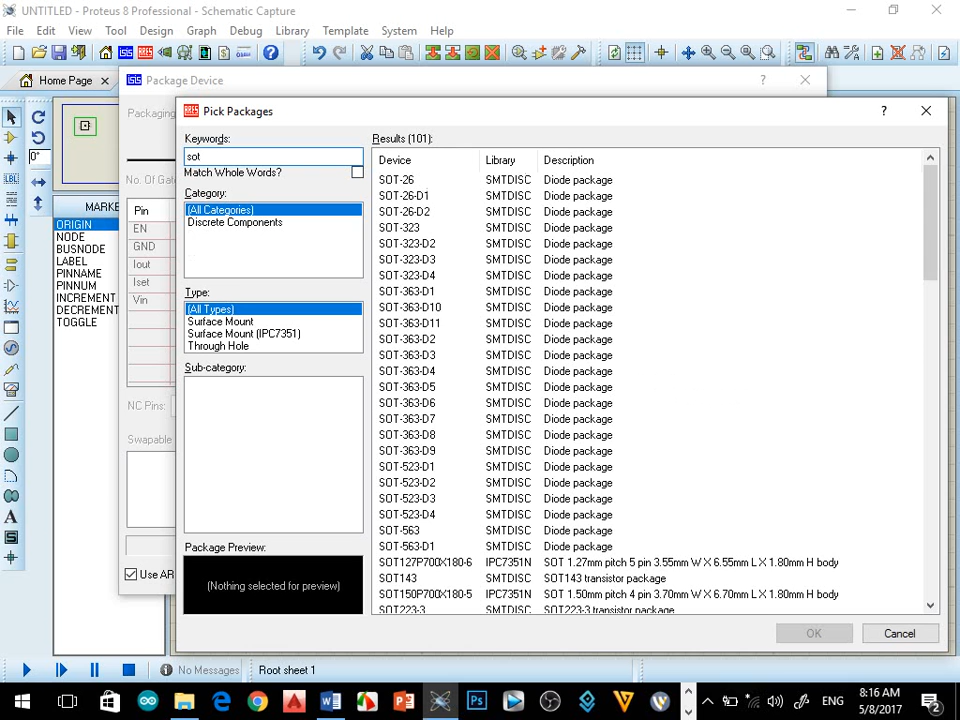 UNTITLED - Proteus 8 Professional - Schematic Capture
File Edit View Tool Design Graph Debug Library Template System Help
Home Page
Package Device
Packaging
No. Of Gat
Pin
EN
GND
Iout
Iset
Vin
NC Pins:
Swapable
Use AR
0°
LBL
MARKE
ORIGIN
NODE
BUSNODE
LABEL
PINNAME
PINNUM
INCREMENT
DECREMENT
TOGGLE
Pick Packages
Keywords:
sot
Match Whole Words?
Category:
(All Categories)
Discrete Components
Type:
(All Types)
Surface Mount
Surface Mount (IPC7351)
Through Hole
Sub-category:
Package Preview:
(Nothing selected for preview)
Results (101):
Device Library Description
SOT-26 SMTDISC Diode package
SOT-26-D1 SMTDISC Diode package
SOT-26-D2 SMTDISC Diode package
SOT-323 SMTDISC Diode package
SOT-323-D2 SMTDISC Diode package
SOT-323-D3 SMTDISC Diode package
SOT-323-D4 SMTDISC Diode package
SOT-363-D1 SMTDISC Diode package
SOT-363-D10 SMTDISC Diode package
SOT-363-D11 SMTDISC Diode package
SOT-363-D2 SMTDISC Diode package
SOT-363-D3 SMTDISC Diode package
SOT-363-D4 SMTDISC Diode package
SOT-363-D5 SMTDISC Diode package
SOT-363-D6 SMTDISC Diode package
SOT-363-D7 SMTDISC Diode package
SOT-363-D8 SMTDISC Diode package
SOT-363-D9 SMTDISC Diode package
SOT-523-D1 SMTDISC Diode package
SOT-523-D2 SMTDISC Diode package
SOT-523-D3 SMTDISC Diode package
SOT-523-D4 SMTDISC Diode package
SOT-563 SMTDISC Diode package
SOT-563-D1 SMTDISC Diode package
SOT127P700X180-6 IPC7351N SOT 1.27mm pitch 5 pin 3.55mm W X 6.55mm L X 1.80mm H body
SOT143 SMTDISC SOT143 transistor package
SOT150P700X180-5 IPC7351N SOT 1.50mm pitch 4 pin 3.70mm W X 6.70mm L X 1.80mm H body
SOT223-3 SMTDISC SOT223-3 transistor package
OK Cancel
No Messages Root sheet 1
ENG
8:16 AM
5/8/2017